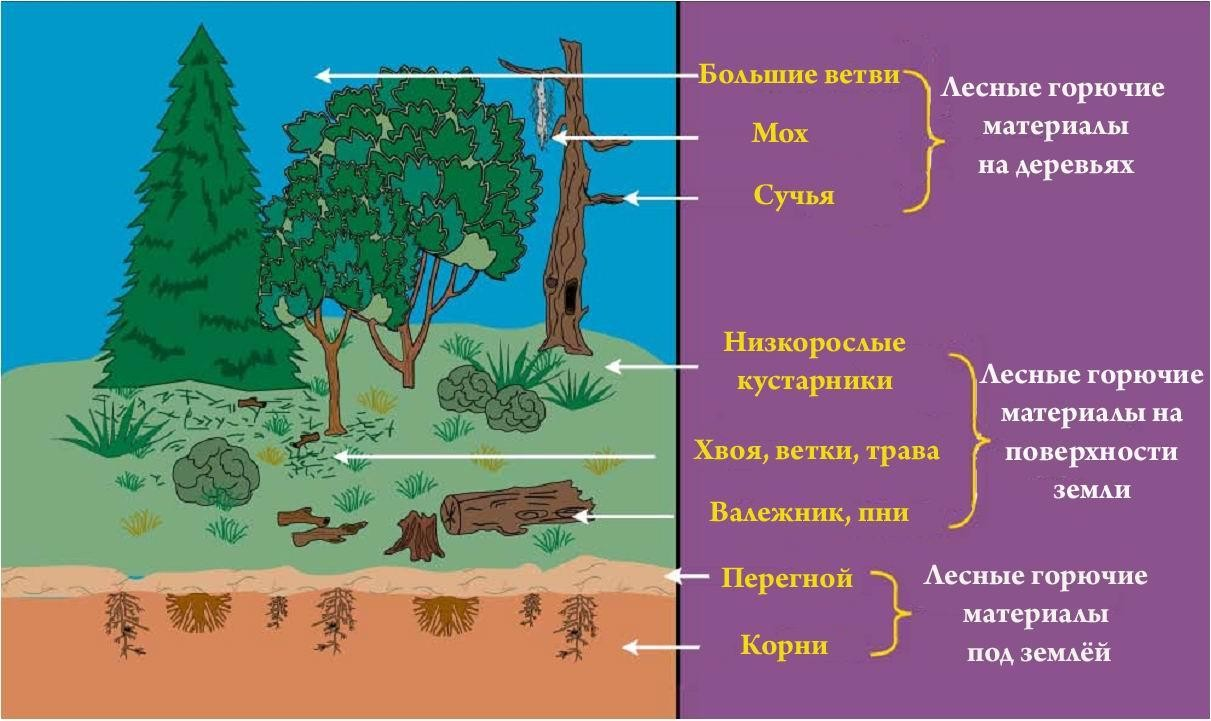 Большие ветви
Мох
Сучья
Лесные горючие
материалы
на деревьях
Низкорослые
кустарники
Хвоя, ветки, трава
Валежник, пни
Лесные горючие
материалы на
поверхности
земли
Перегной
Корни
Лесные горючие
материалы
под землёй